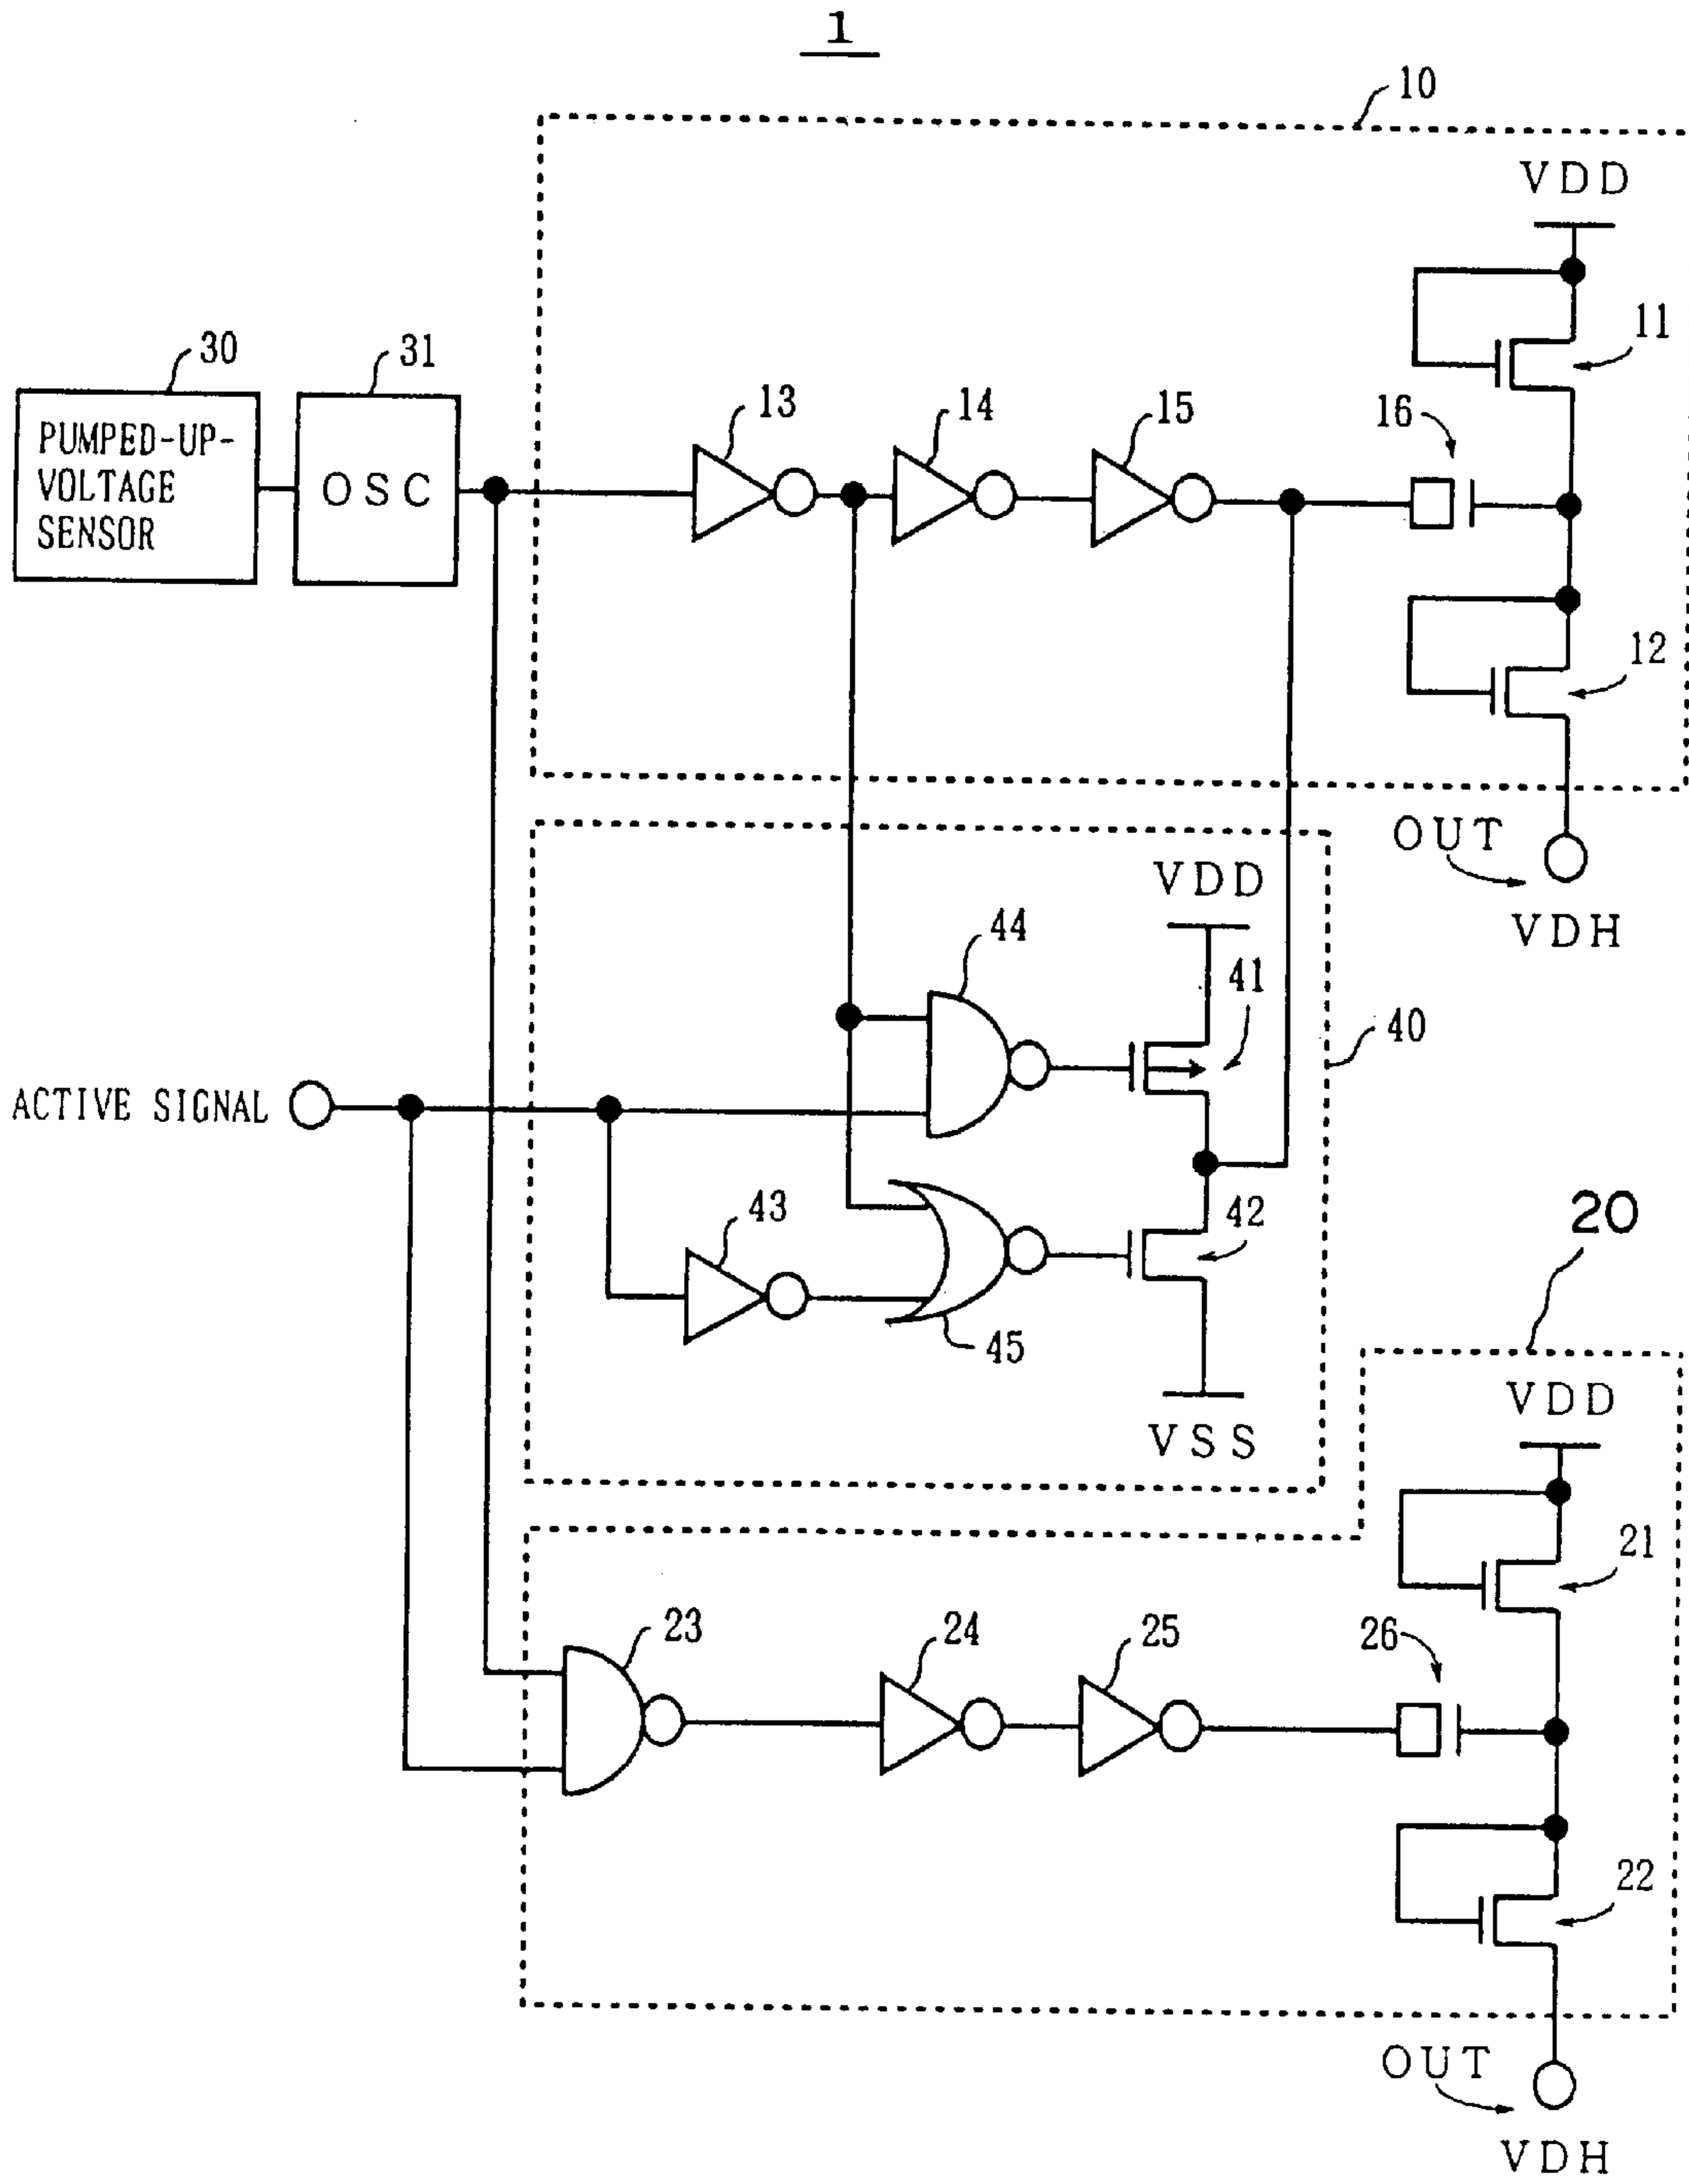 1
10
VDD
11
30
31
PUMPED-UP-
VOLTAGE
SENSOR
OSC
13
14
15
16
12
OUT
VDH
VDD
44
41
40
ACTIVE SIGNAL
43
42
45
VSS
20
VDD
21
23
24
25
26
22
OUT
VDH